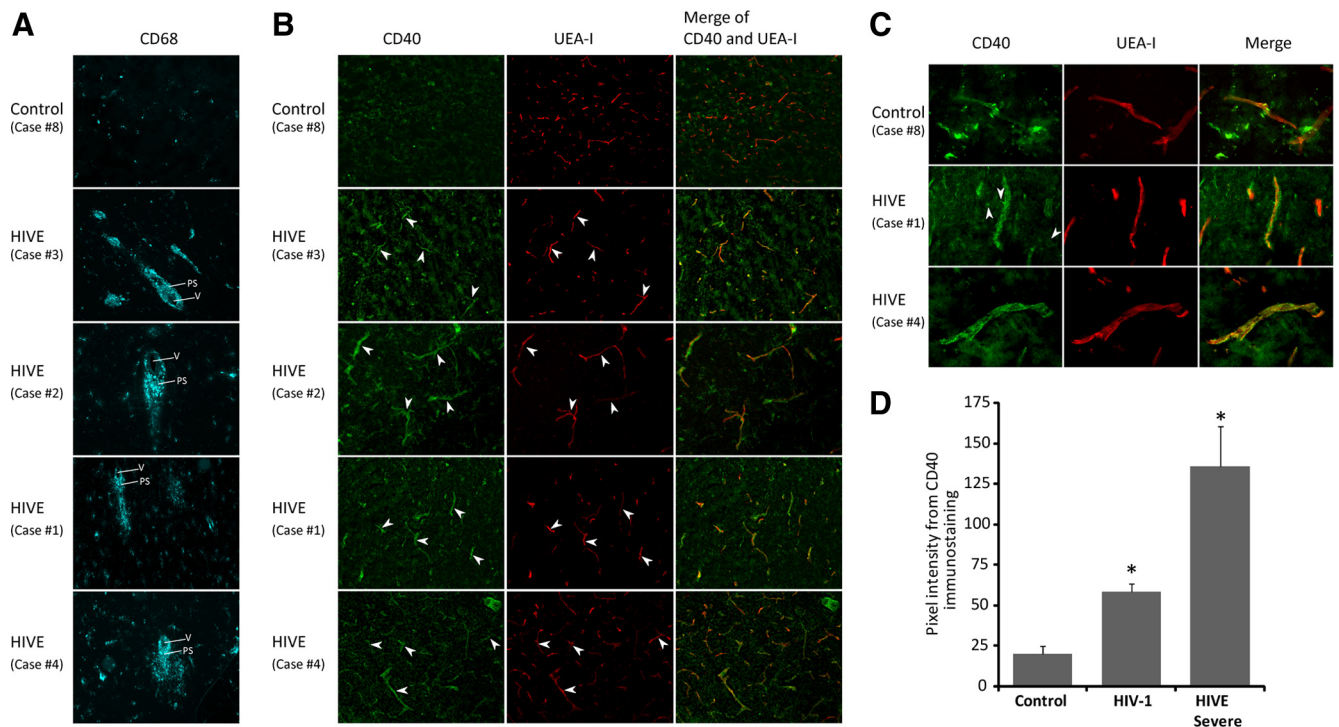 A
CD68
Control
(Case #8)
HIVE
(Case #3)
PS
V
HIVE
(Case #2)
V
PS
HIVE
(Case #1)
V
PS
HIVE
(Case #4)
V
PS
B
CD40
UEA-I
Merge of
CD40 and UEA-I
Control
(Case #8)
HIVE
(Case #3)
HIVE
(Case #2)
HIVE
(Case #1)
HIVE
(Case #4)
C
CD40
UEA-I
Merge
Control
(Case #8)
HIVE
(Case #1)
HIVE
(Case #4)
D
Pixel intensity from CD40
immunostaining
175
150
125
100
75
50
25
0
*
*
Control
HIV-1
HIVE
Severe